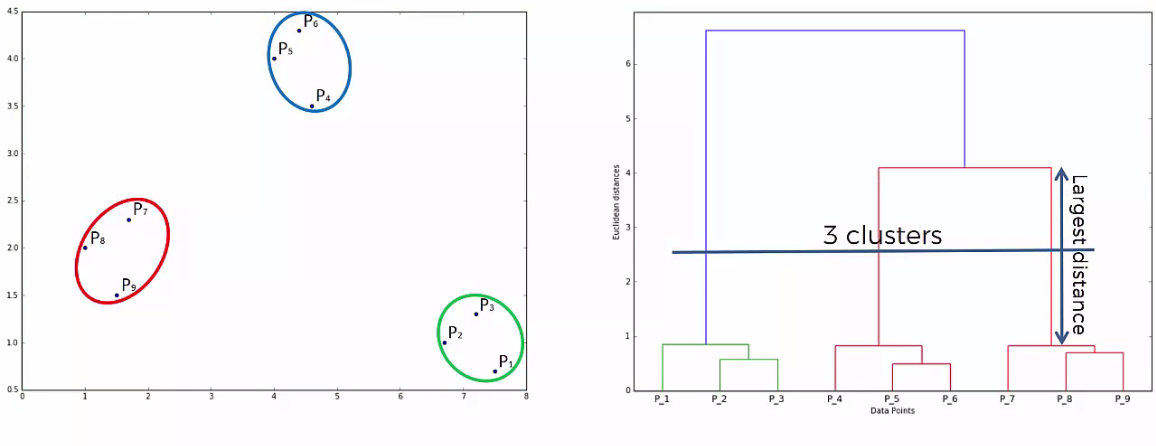 4.5
4.0
3.5
3.0
2.5
2.0
1.5
1.0
0.5
0 1 2 3 4 5 6 7 8
P₆
P₅
P₄
P₇
P₈
P₉
P₃
P₂
P₁
Euclidean distances
6
5
4
3
2
1
0
3 clusters
Largest distance
P_1 P_2 P_3 P_4 P_5 P_6 P_7 P_8 P_9
Data Points